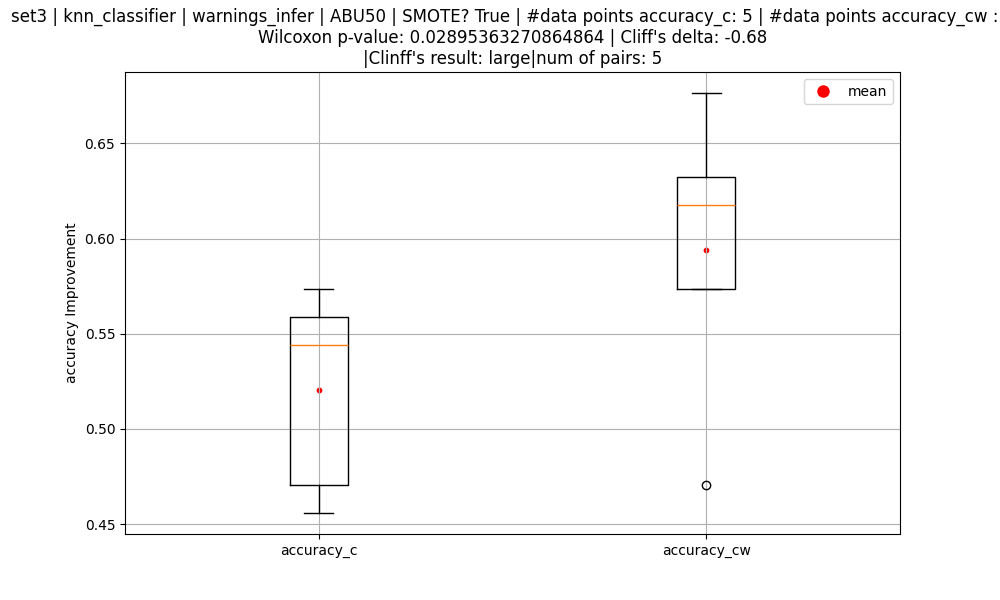 set3 | knn_classifier | warnings_infer | ABU50 | SMOTE? True | #data points accuracy_c: 5 | #data points accuracy_cw :
Wilcoxon p-value: 0.02895363270864864 | Cliff's delta: -0.68
|Clinff's result: large|num of pairs: 5
mean
0.65
0.60
0.55
0.50
0.45
accuracy Improvement
accuracy_c
accuracy_cw